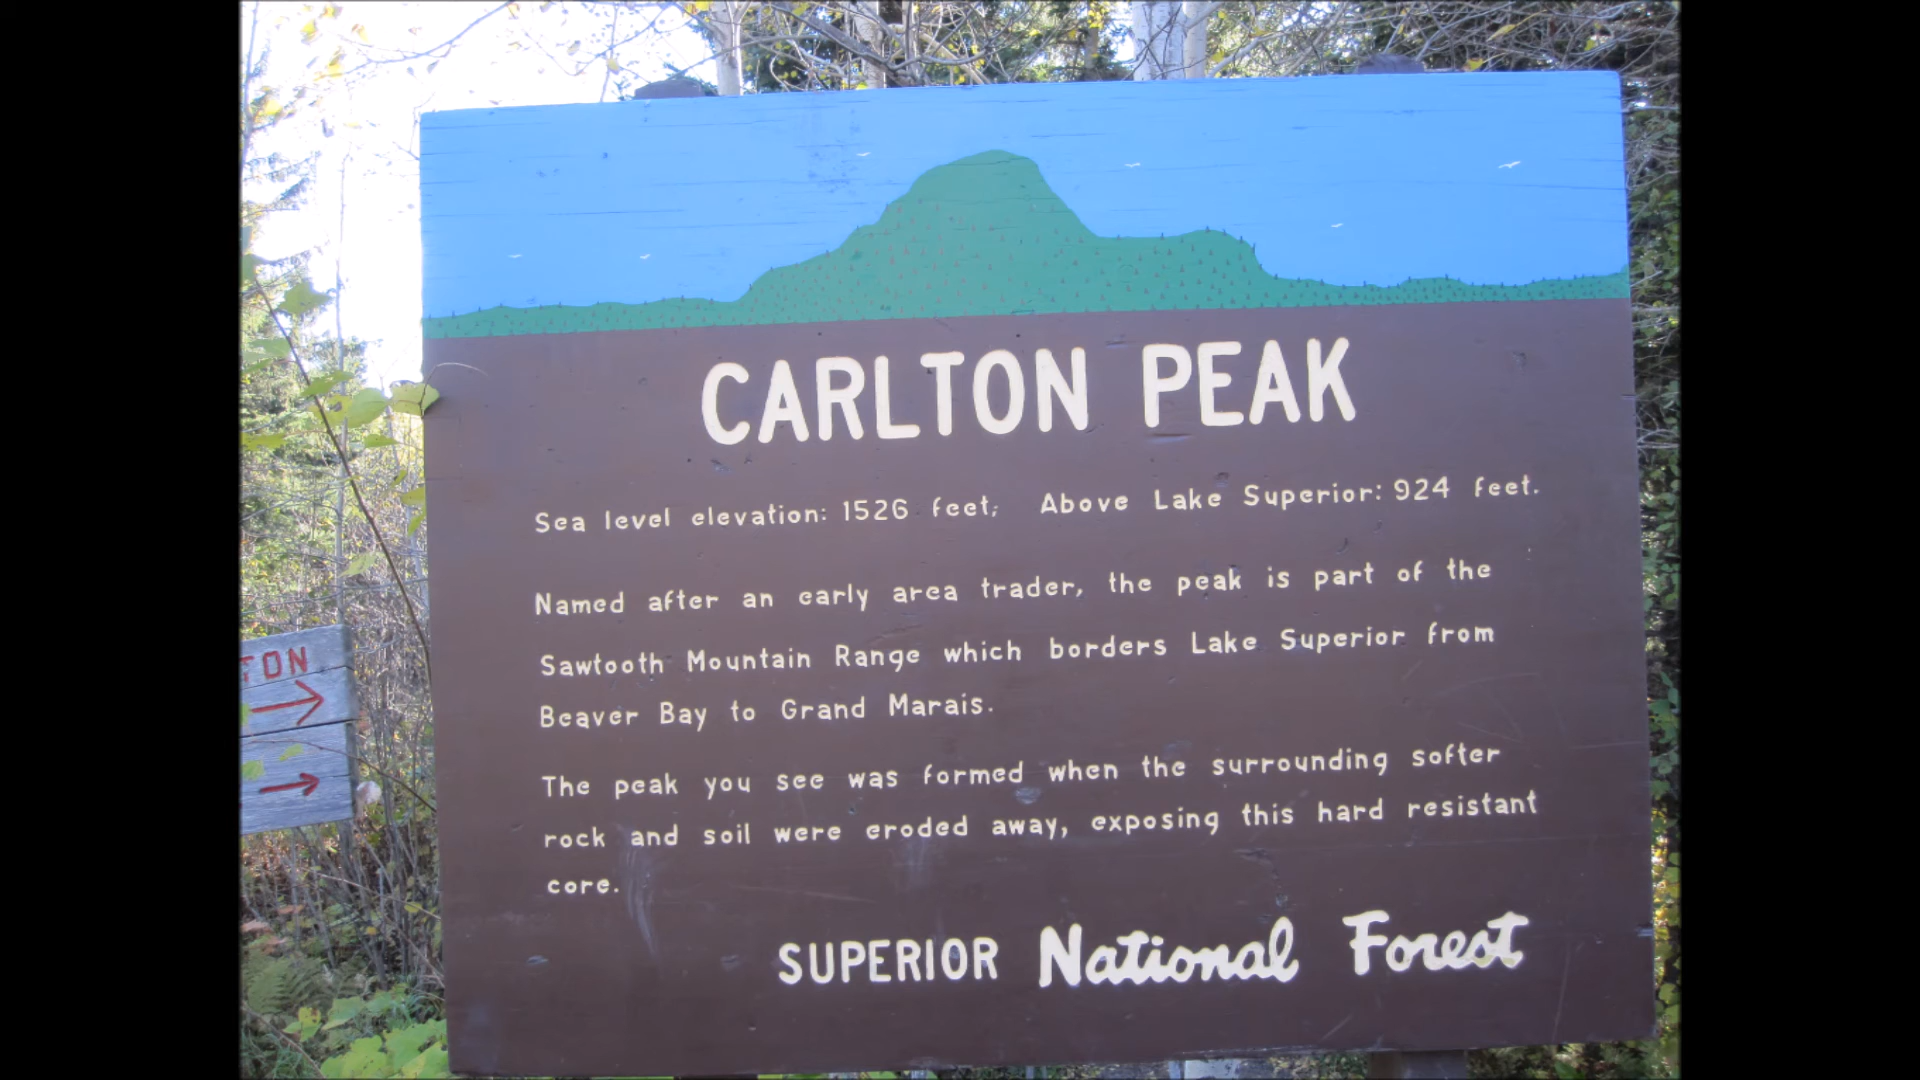 CARLTON PEAK
Sea level elevation: 1526 feet; Above Lake Superior: 924 feet.
Named after an early area trader, the peak is part of the
Sawtooth Mountain Range which borders Lake Superior from
Beaver Bay to Grand Marais.
The peak you see was formed when the surrounding softer
rock and soil were eroded away, exposing this hard resistant
core.
SUPERIOR National Forest
TON